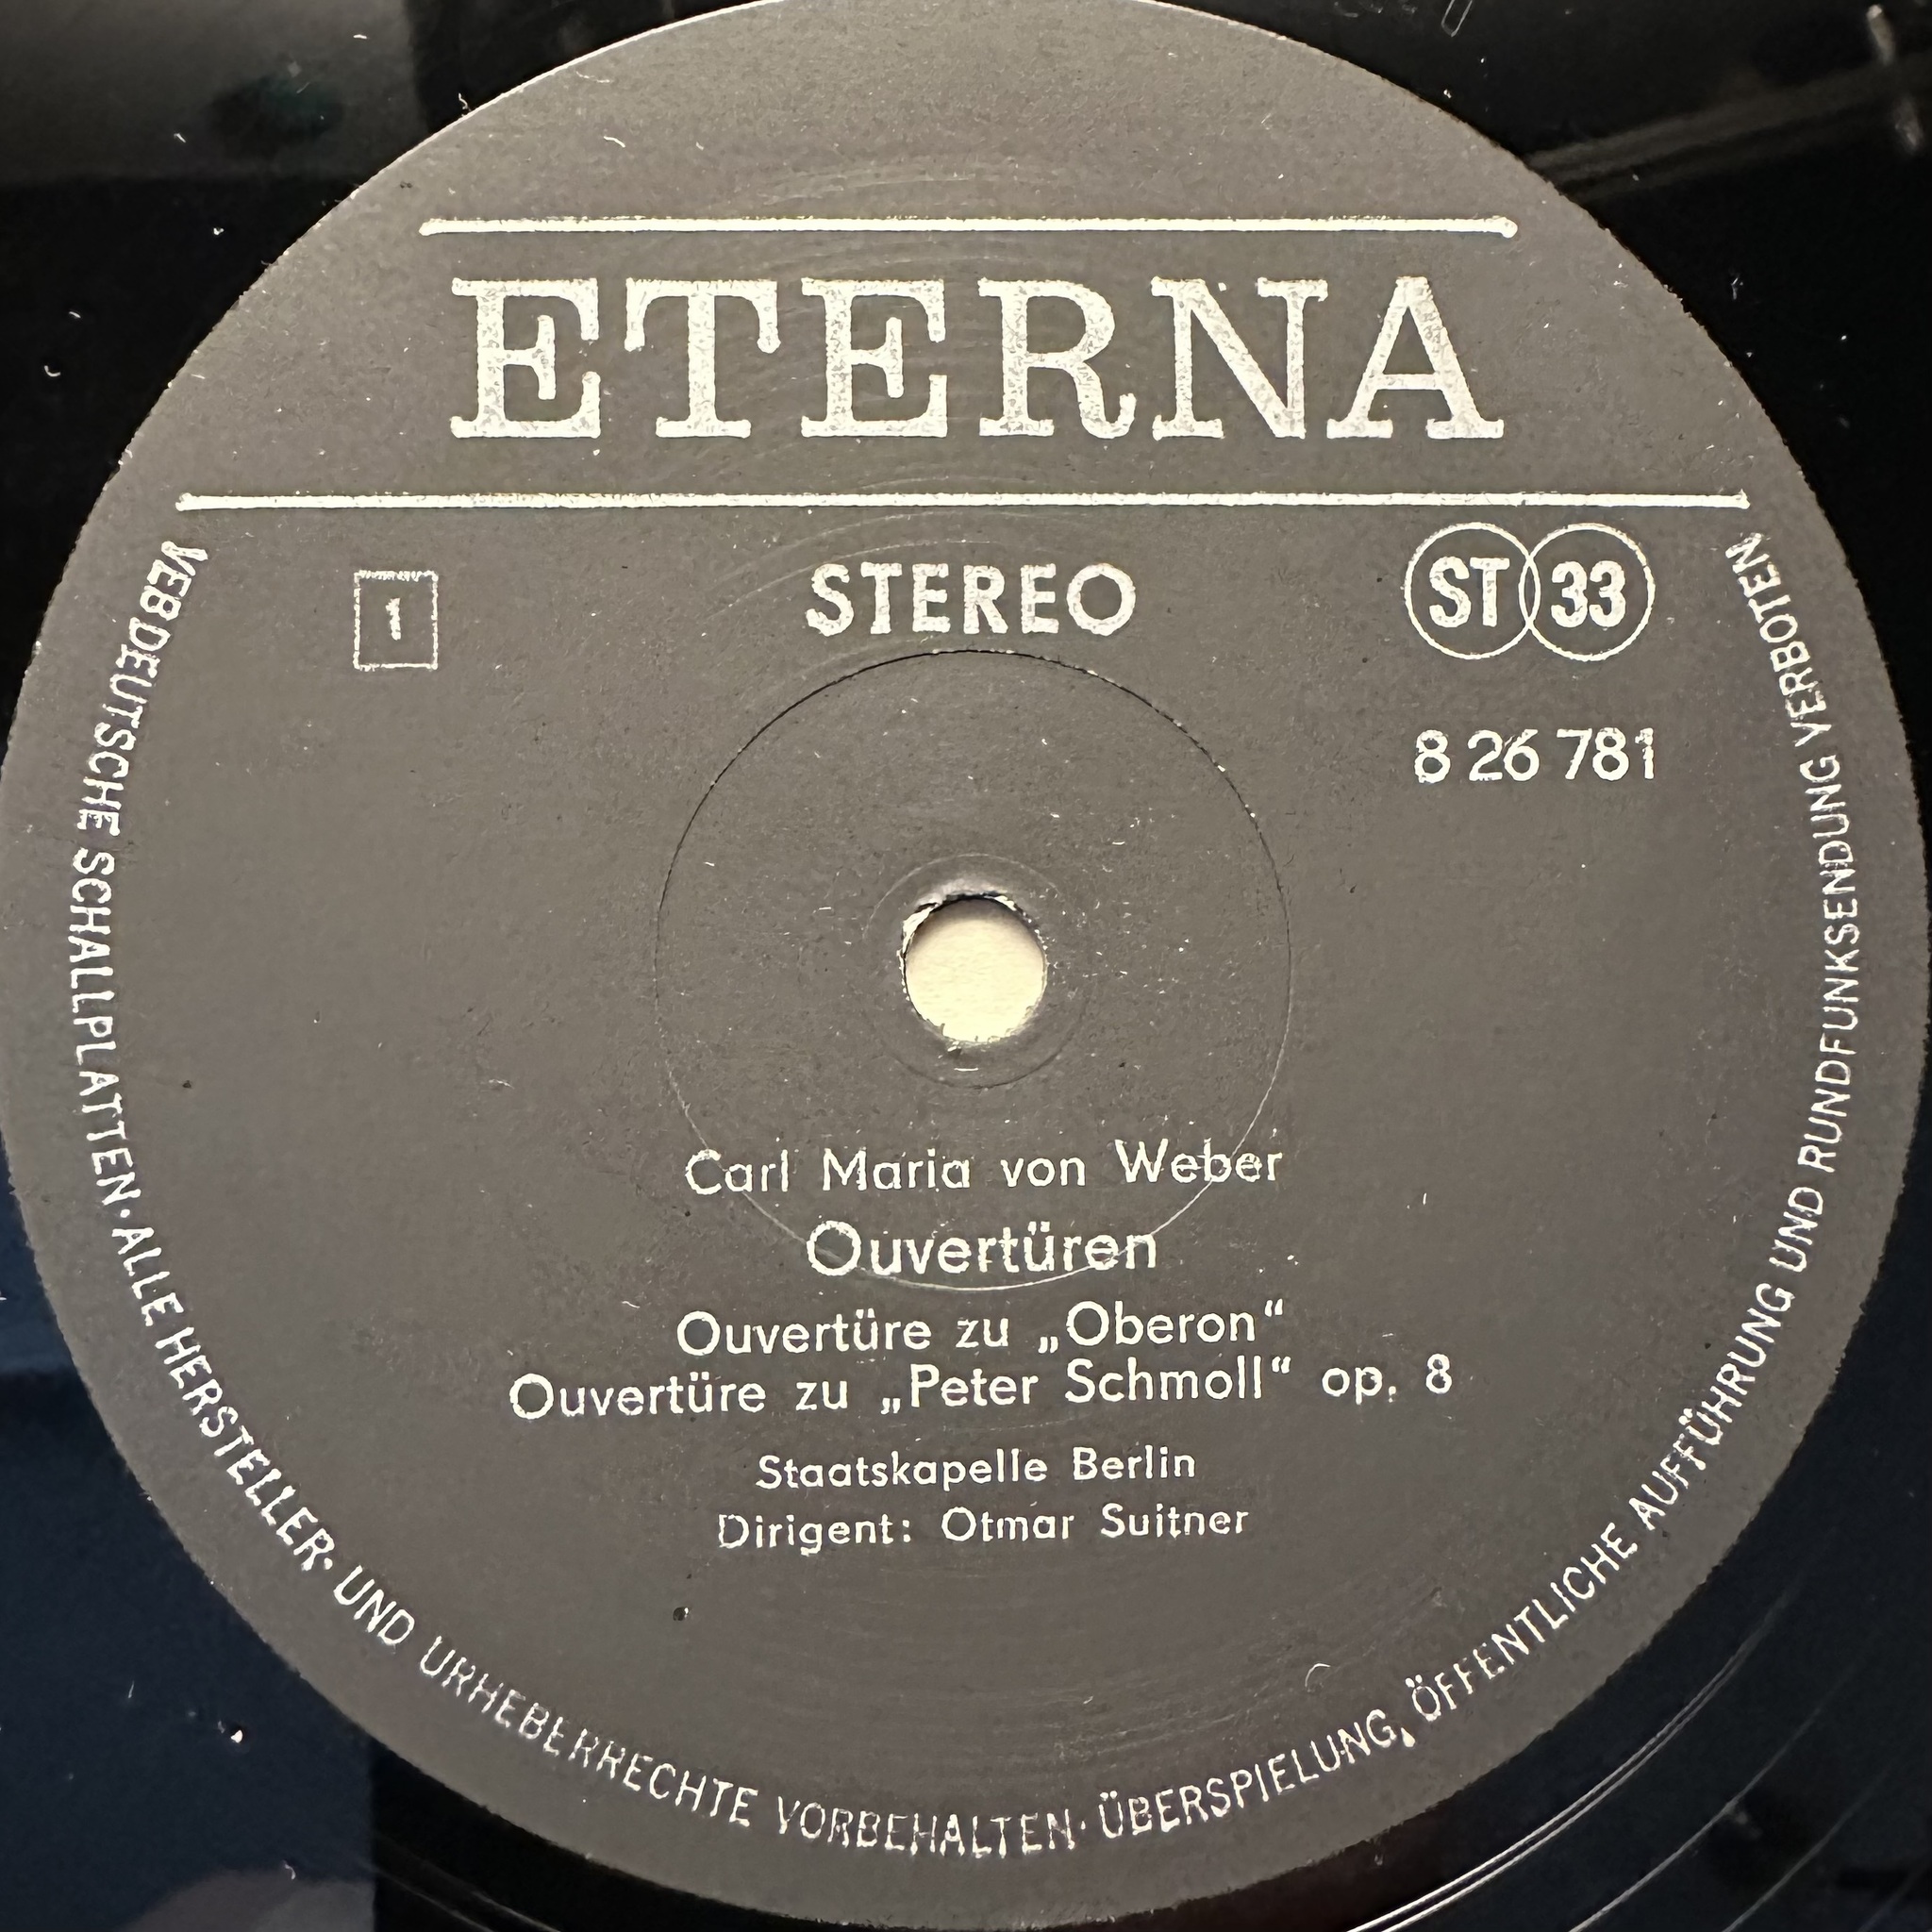 ETERNA
1
STEREO
ST 33
8 26 781
Carl Maria von Weber
Ouvertüren
Ouvertüre zu „Oberon“
Ouvertüre zu „Peter Schmoll“ op. 8
Staatskapelle Berlin
Dirigent: Otmar Suitner
VEB DEUTSCHE SCHALLPLATTEN · ALLE HERSTELLER- UND URHEBERRECHTE VORBEHALTEN · ÜBERSPIELUNG, ÖFFENTLICHE AUFFÜHRUNG UND RUNDFUNKSENDUNG VERBOTEN